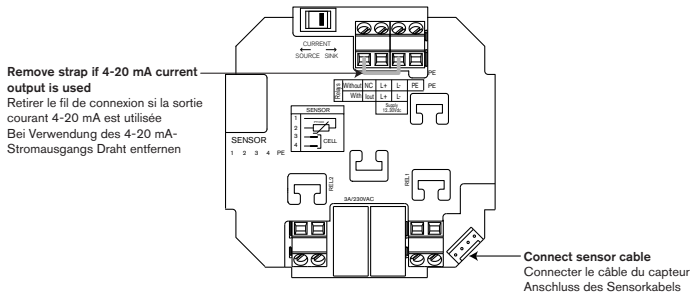 CURRENT
SOURCE SINK
Remove strap if 4-20 mA current
output is used
Retirer le fil de connexion si la sortie
courant 4-20 mA est utilisée
Bei Verwendung des 4-20 mA-
Stromausgangs Draht entfernen
PE
Relays Without NC L+ L- PE PE
With Iout L+ L-
Supply
12..30Vdc
SENSOR
1
2
3
4
CELL
SENSOR
1 2 3 4 PE
REL2
REL1
3A/230VAC
Connect sensor cable
Connecter le câble du capteur
Anschluss des Sensorkabels